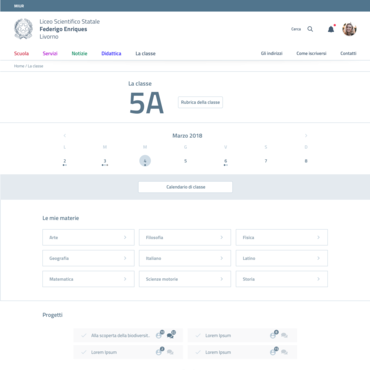 MIUR
Liceo Scientifico Statale
Federigo Enriques
Livorno
Cerca
Scuola Servizi Notizie Didattica La classe
Gli indirizzi Come iscriversi Contatti
Home / La classe
La classe
5A
Rubrica della classe
Marzo 2018
L M M G V S D
2 3 4 5 6 7 8
Calendario di classe
Le mie materie
Arte Filosofia Fisica
Geografia Italiano Latino
Matematica Scienze motorie Storia
Progetti
Alla scoperta della biodiversit.. Lorem Ipsum
Lorem Ipsum Lorem Ipsum